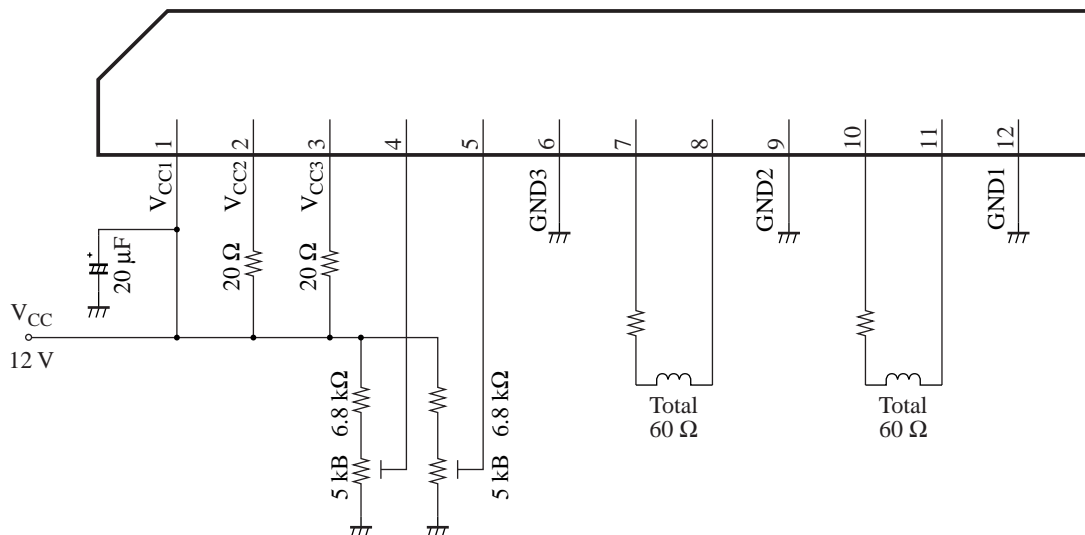 1
2
3
4
5
6
7
8
9
10
11
12
VCC1
VCC2
VCC3
GND3
GND2
GND1
20 µF
20 Ω
20 Ω
VCC
12 V
6.8 kΩ
6.8 kΩ
5 kB
5 kB
Total
60 Ω
Total
60 Ω
+